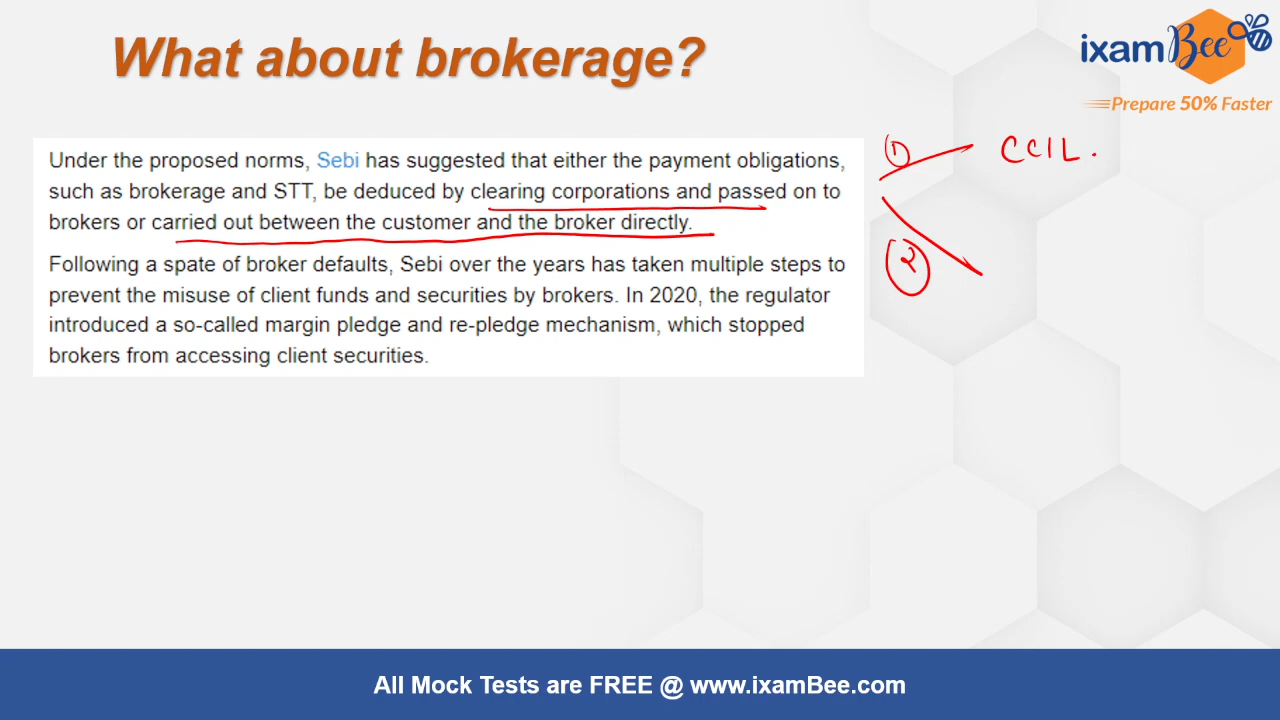 What about brokerage?
ixamBee
Prepare 50% Faster
Under the proposed norms, Sebi has suggested that either the payment obligations,
such as brokerage and STT, be deduced by clearing corporations and passed on to
brokers or carried out between the customer and the broker directly.
Following a spate of broker defaults, Sebi over the years has taken multiple steps to
prevent the misuse of client funds and securities by brokers. In 2020, the regulator
introduced a so-called margin pledge and re-pledge mechanism, which stopped
brokers from accessing client securities.
1
CCIL.
2
All Mock Tests are FREE @ www.ixamBee.com